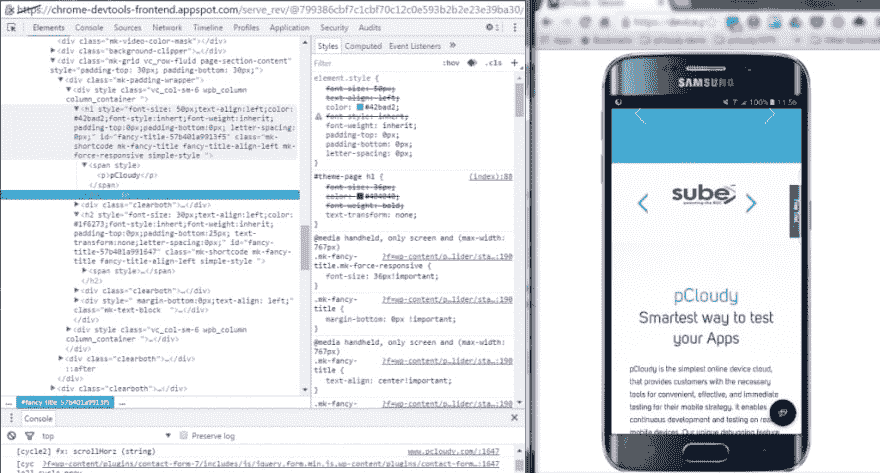 https://chrome-devtools-frontend.appspot.com/serve_rev/@799386cbf7c1cbf70c12c0e593b2b2e23e39ba30/
Elements Console Sources Network Timeline Profiles Application Security Audits
1
<div class="mk-video-color-mask"></div>
<div class="background-clipper">…</div>
<div class="mk-grid vc_row-fluid page-section-content"
style="padding-top: 30px; padding-bottom: 30px;">
<div class="mk-padding-wrapper">
<div style class="vc_col-sm-6 wpb_column
column_container ">
<h1 style="font-size: 50px;text-align:left;color:
#42bad2;font-style:inherit;font-weight:inherit;
padding-top:0px;padding-bottom:0px; letter-spacing:
0px;" id="fancy-title-57b401a9913f5" class="mk-
shortcode mk-fancy-title fancy-title-align-left mk-
force-responsive simple-style ">
<span style>
<p>pCloudy</p>
</span>
<div class="clearboth">…</div>
<h2 style="font-size: 30px;text-align:left;color:
#1f6273;font-style:inherit;font-weight:inherit;
padding-top:0px;padding-bottom:25px; text-
transform:none;letter-spacing:0px;" id="fancy-
title-57b401a991647" class="mk-shortcode mk-fancy-
title fancy-title-align-left simple-style ">
<span style>…</span>
</h2>
<div class="clearboth">…</div>
<div style=" margin-bottom:0px;text-align: left;"
class="mk-text-block ">…</div>
</div>
<div style class="vc_col-sm-6 wpb_column
column_container ">…</div>
</div>
<div class="clearboth">…</div>
::after
</div>
<div class="clearboth">…</div>
... #fancy-title-57b401a9913f5 ...
Styles Computed Event Listeners »
Filter :hov .cls +
element.style {
font-size: 50px;
text-align: left;
color: #42bad2;
font-style: inherit;
font-weight: inherit;
padding-top: 0px;
padding-bottom: 0px;
letter-spacing: 0px;
}
#theme-page h1 { (index):88
font-size: 36px;
color: #404040;
font-weight: bold;
text-transform: none;
}
@media handheld, only screen and (max-width:
767px)
.mk-fancy- ?f=wp-content/p…lider/sta…:190
title.mk-force-responsive {
font-size: 36px!important;
}
.mk-fancy- ?f=wp-content/p…lider/sta…:190
title {
margin-bottom: 0px !important;
}
@media handheld, only screen and (max-width:
767px)
.mk-fancy- ?f=wp-content/p…lider/sta…:190
title {
text-align: center!important;
}
.mk-fancy- ?f=wp-content/p…lider/sta…:190
Console
top Preserve log
[cycle2] fx: scrollHorz (string) www.pcloudy.com/:1647
[cyc ?f=wp-content/plugins/contact-form-7/includes/js/jquery.form.min.js,wp-content/plugins/contact-form…:1647
SAMSUNG
100% 11:56
sube
pCloudy
Smartest way to test
your Apps
pCloudy is the simplest online device cloud,
that provides customers with the necessary
tools for convenient, effective, and immediate
testing for their mobile strategy. It enables
continuous development and testing on real
mobile devices. Our unique debugging feature